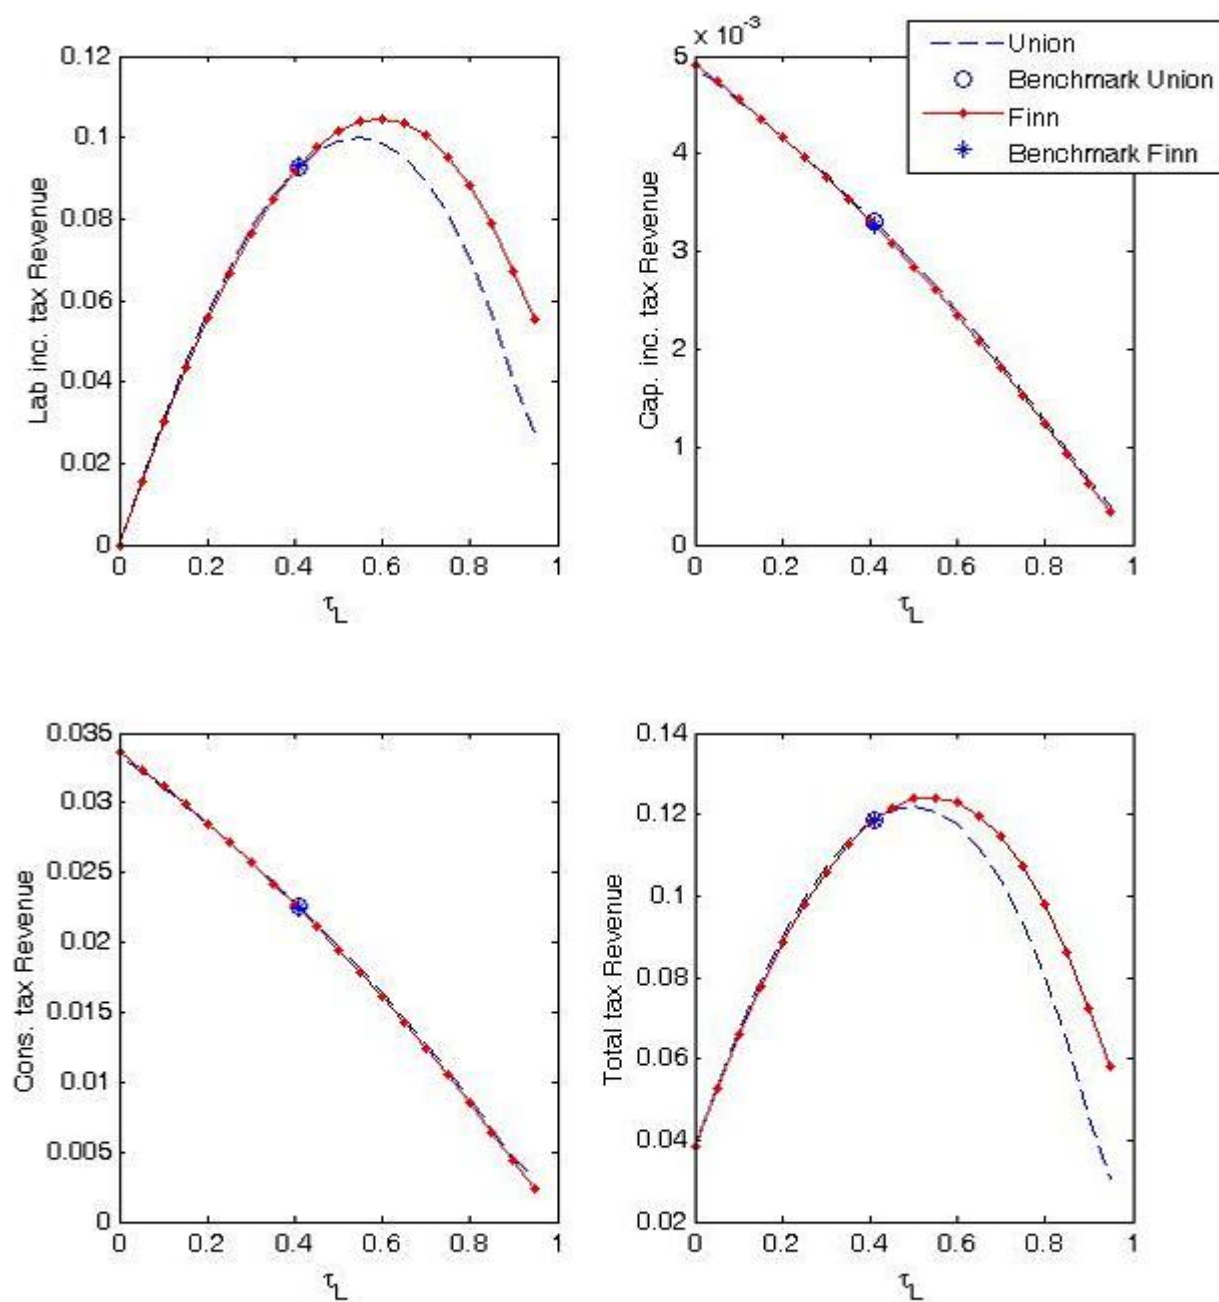 0.12
0.1
0.08
0.06
0.04
0.02
0
0 0.2 0.4 0.6 0.8 1
Lab inc. tax Revenue
τL
x 10-3
5
4
3
2
1
0
0 0.2 0.4 0.6 0.8 1
Cap. inc. tax Revenue
τL
Union
Benchmark Union
Finn
Benchmark Finn
0.035
0.03
0.025
0.02
0.015
0.01
0.005
0
0 0.2 0.4 0.6 0.8 1
Cons. tax Revenue
τL
0.14
0.12
0.1
0.08
0.06
0.04
0.02
0 0.2 0.4 0.6 0.8 1
Total tax Revenue
τL